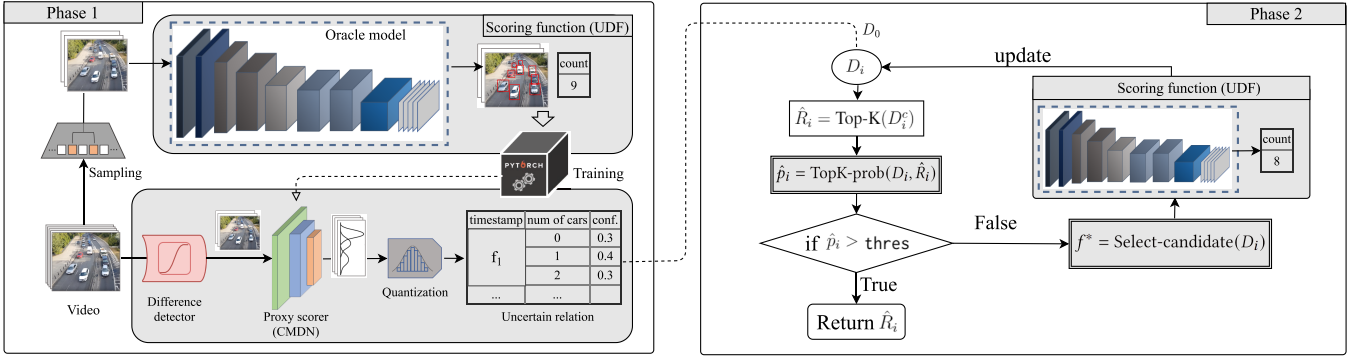 Phase 1
Scoring function (UDF)
Oracle model
count
9
Sampling
PYTORCH
Training
Video
Difference
detector
Proxy scorer
(CMDN)
Quantization
timestamp num of cars conf.
f₁
0 0.3
1 0.4
2 0.3
... ...
Uncertain relation
Phase 2
D₀
Dᵢ
update
R̂ᵢ = Top-K(Dᵢᶜ)
p̂ᵢ = TopK-prob(Dᵢ, R̂ᵢ)
if p̂ᵢ > thres
False
True
Return R̂ᵢ
f* = Select-candidate(Dᵢ)
Scoring function (UDF)
count
8